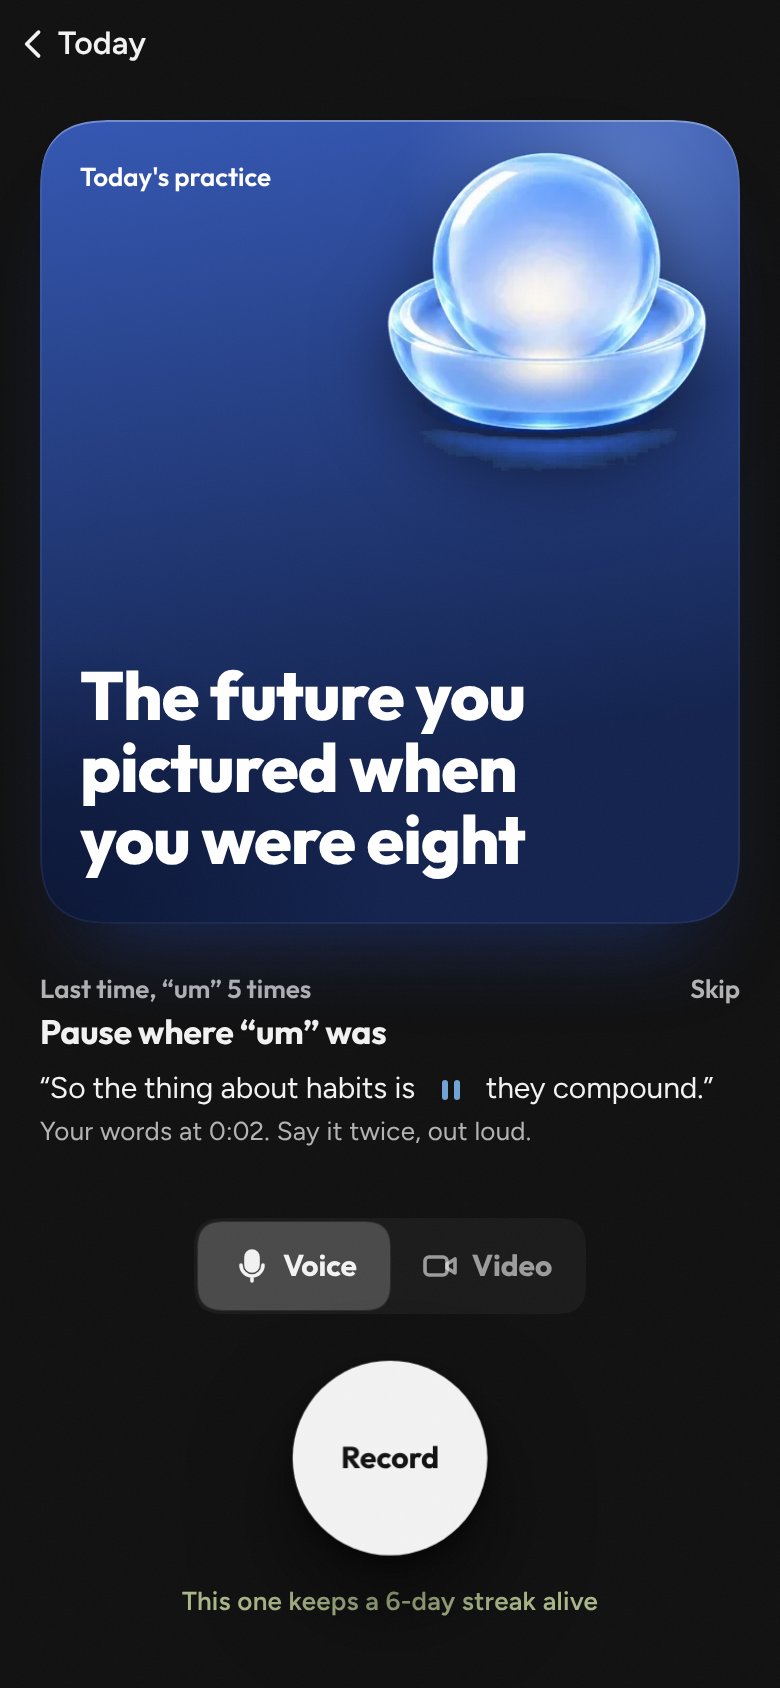 Today
Today's practice
The future you
pictured when
you were eight
Last time, “um” 5 times
Skip
Pause where “um” was
“So the thing about habits is they compound.”
Your words at 0:02. Say it twice, out loud.
Voice
Video
Record
This one keeps a 6-day streak alive